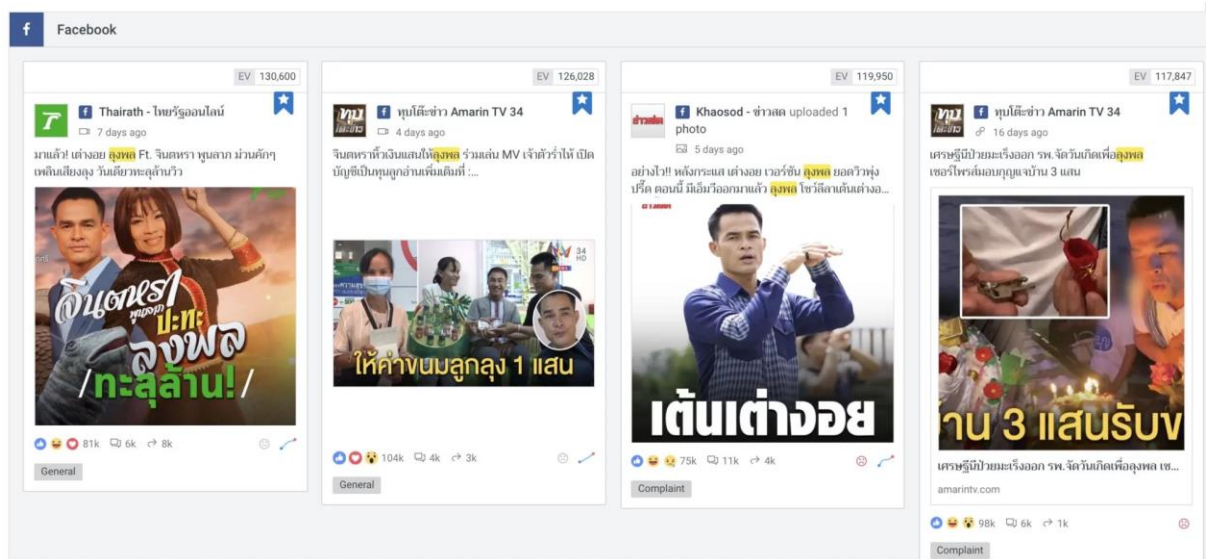 f Facebook
EV 130,600
Thairath - ไทยรัฐออนไลน์
7 days ago
มาแล้ว! เต่างอย ลุงพล Ft. จินตหรา พูนลาภ ม่วนคักๆ
เพลินเสียงลุง วันเดียวทะลุล้านวิว
จินตหรา
พูนลาภ
ปะทะ
ลุงพล
/ทะลุล้าน!/
81k 6k 8k
General
EV 126,028
ทุบโต๊ะข่าว Amarin TV 34
4 days ago
จินตหราหิ้วเงินแสนให้ลุงพล ร่วมเล่น MV เจ้าตัวร่ำไห้ เปิด
บัญชีเป็นทุนลูกอ่านเพิ่มเติมที่ :...
34
HD
ให้ค่าขนมลูกลุง 1 แสน
104k 4k 3k
General
EV 119,950
ข่าวสด
Khaosod - ข่าวสด uploaded 1
photo
5 days ago
อย่างไว!! หลังกระแส เต่างอย เวอร์ชัน ลุงพล ยอดวิวพุ่ง
ปรี๊ด ตอนนี้ มีเอ็มวีออกมาแล้ว ลุงพล โชว์ลีลาเต้นเต่างอ...
เต้นเต่างอย
75k 11k 4k
Complaint
EV 117,847
ทุบโต๊ะข่าว Amarin TV 34
16 days ago
เศรษฐีนีป่วยมะเร็งออก รพ.จัดวันเกิดเพื่อลุงพล
เซอร์ไพรส์มอบกุญแจบ้าน 3 แสน
าน 3 แสนรับข
เศรษฐีนีป่วยมะเร็งออก รพ.จัดวันเกิดเพื่อลุงพล เซ...
amarintv.com
98k 6k 1k
Complaint